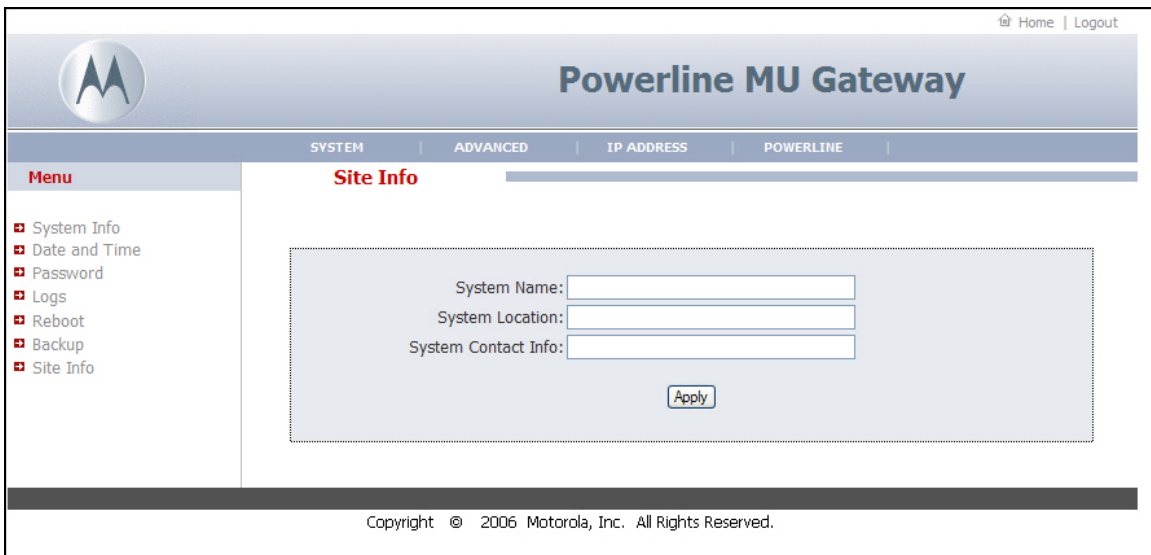 Home | Logout
Powerline MU Gateway
SYSTEM | ADVANCED | IP ADDRESS | POWERLINE |
Menu
Site Info
System Info
Date and Time
Password
Logs
Reboot
Backup
Site Info
System Name:
System Location:
System Contact Info:
Apply
Copyright © 2006 Motorola, Inc. All Rights Reserved.